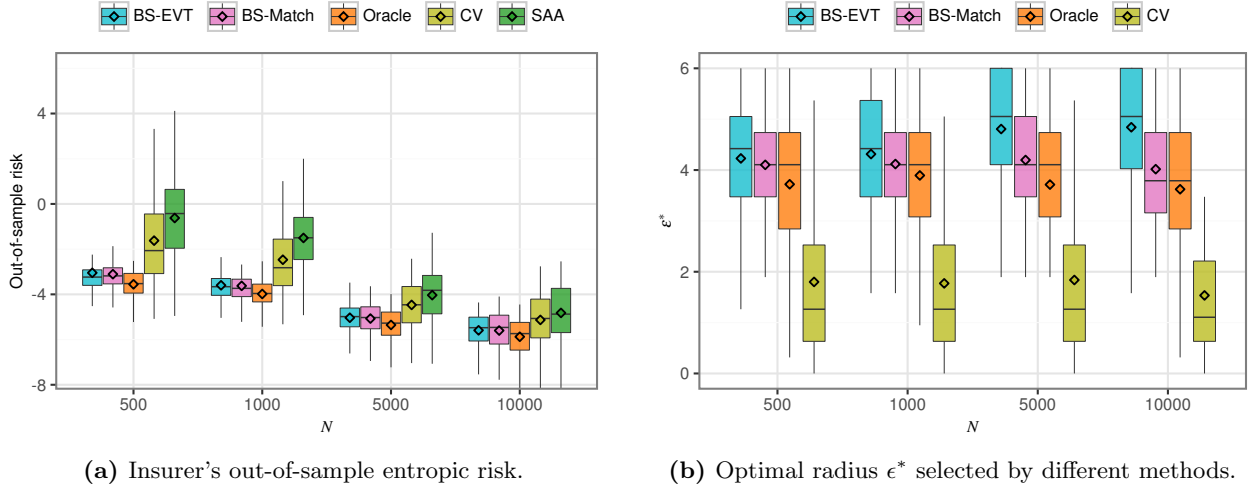 BS-EVT BS-Match Oracle CV SAA
Out-of-sample risk
4
0
-4
-8
500 1000 5000 10000
N
(a) Insurer's out-of-sample entropic risk.
BS-EVT BS-Match Oracle CV
ε*
6
4
2
0
500 1000 5000 10000
N
(b) Optimal radius ϵ* selected by different methods.